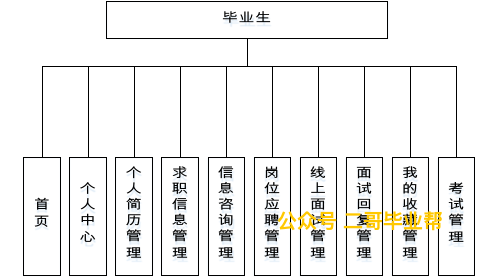 毕业生
首页
个人中心
个人简历管理
求职信息管理
信息咨询管理
岗位应聘管理
线上面试管理
面试回复管理
我的收藏管理
考试管理
公众号 二哥毕业帮